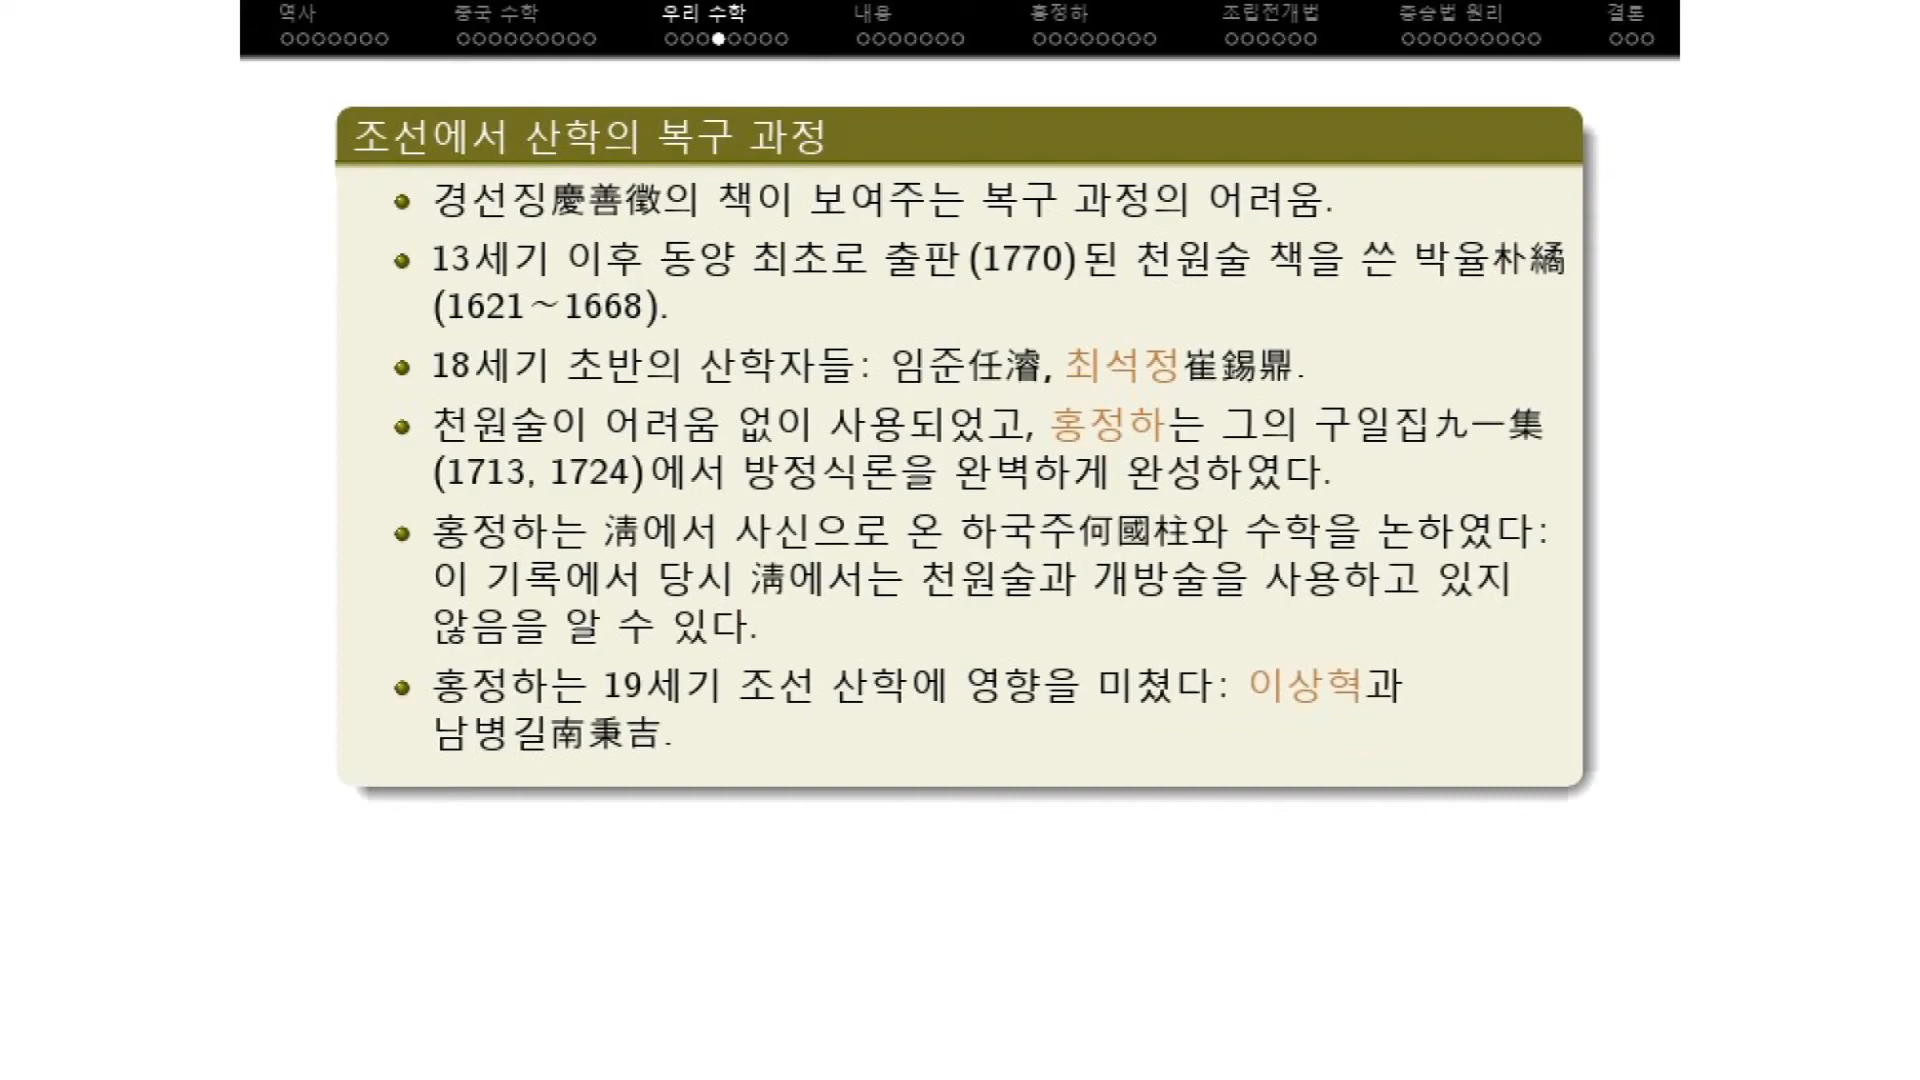 역사 중국 수학 우리 수학 내용 홍정하 조립전개법 증승법 원리 결론
조선에서 산학의 복구 과정
경선징慶善徵의 책이 보여주는 복구 과정의 어려움.
13세기 이후 동양 최초로 출판(1770)된 천원술 책을 쓴 박율朴繘
(1621∼1668).
18세기 초반의 산학자들: 임준任濬, 최석정崔錫鼎.
천원술이 어려움 없이 사용되었고, 홍정하는 그의 구일집九一集
(1713, 1724)에서 방정식론을 완벽하게 완성하였다.
홍정하는 淸에서 사신으로 온 하국주何國柱와 수학을 논하였다:
이 기록에서 당시 淸에서는 천원술과 개방술을 사용하고 있지
않음을 알 수 있다.
홍정하는 19세기 조선 산학에 영향을 미쳤다: 이상혁과
남병길南秉吉.